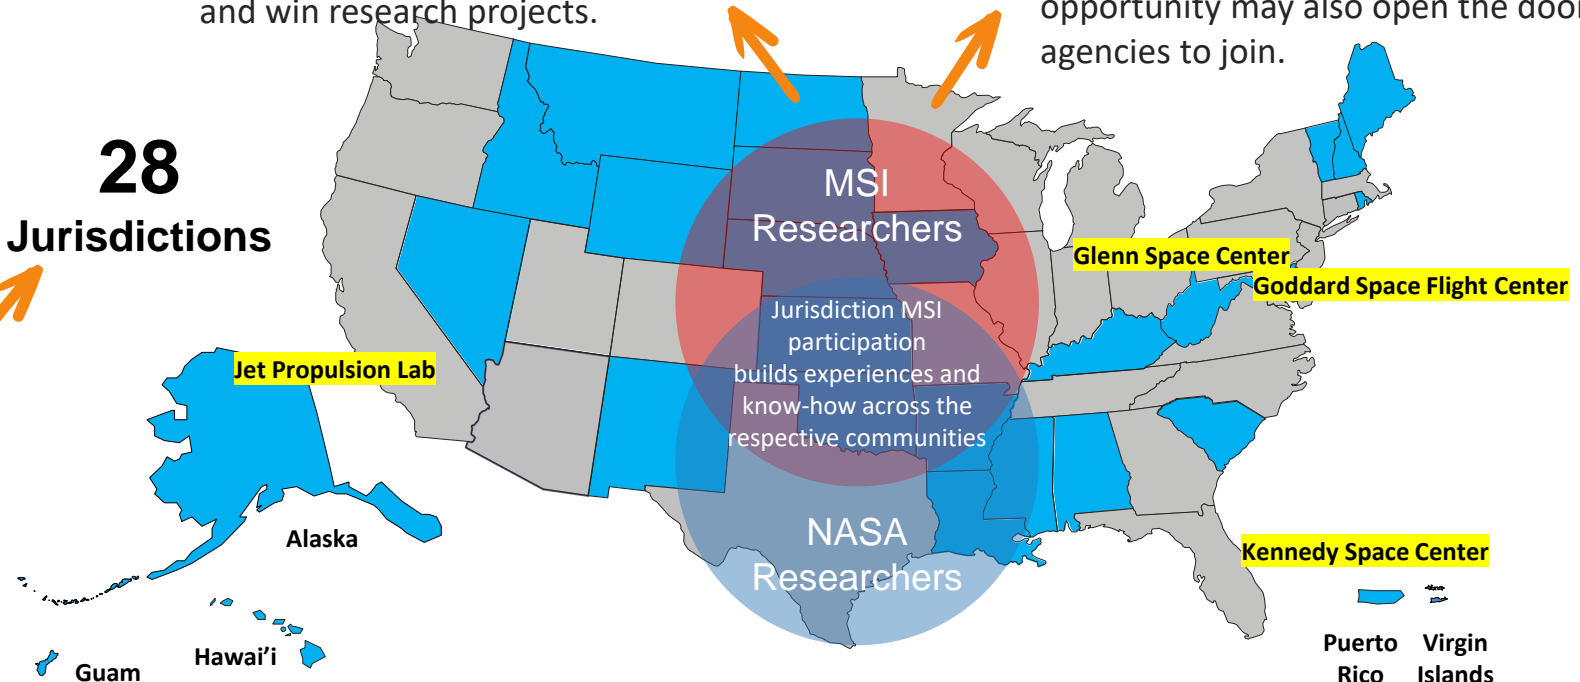 and win research projects.
opportunity may also open the door
agencies to join.
28
Jurisdictions
MSI
Researchers
Glenn Space Center
Goddard Space Flight Center
Jurisdiction MSI
participation
builds experiences and
know-how across the
respective communities
Jet Propulsion Lab
NASA
Researchers
Kennedy Space Center
Alaska
Hawai’i
Guam
Puerto
Rico
Virgin
Islands